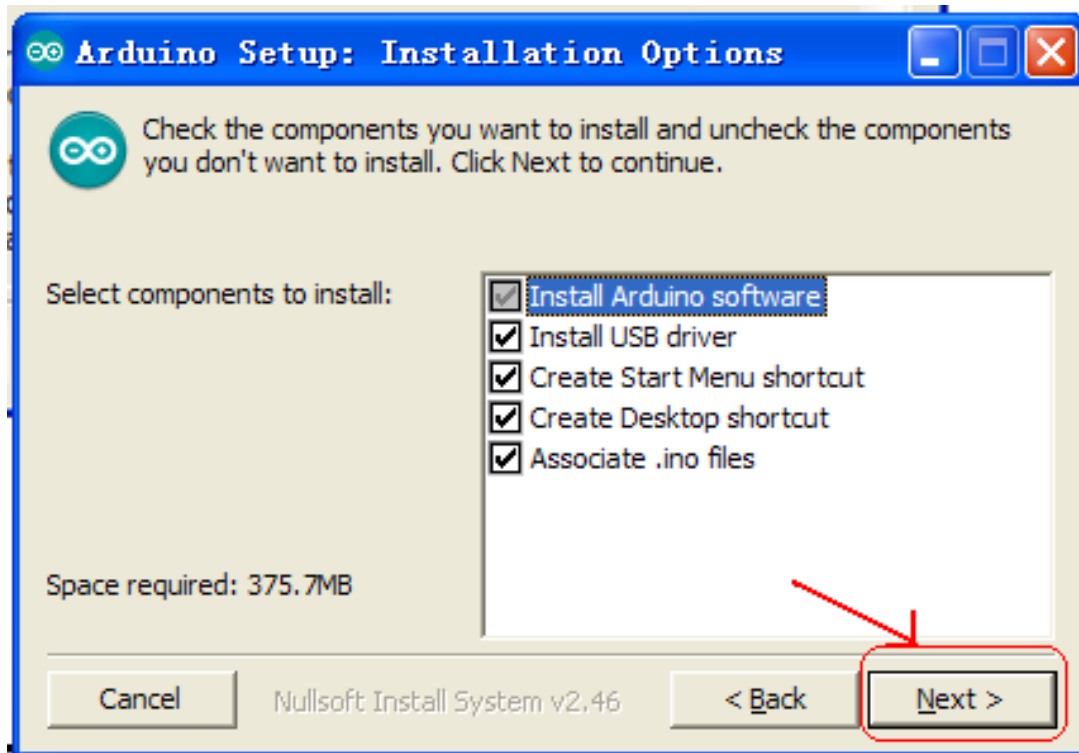 Arduino Setup: Installation Options
Check the components you want to install and uncheck the components
you don't want to install. Click Next to continue.
Select components to install:
Install Arduino software
Install USB driver
Create Start Menu shortcut
Create Desktop shortcut
Associate .ino files
Space required: 375.7MB
Cancel
Nullsoft Install System v2.46
< Back
Next >